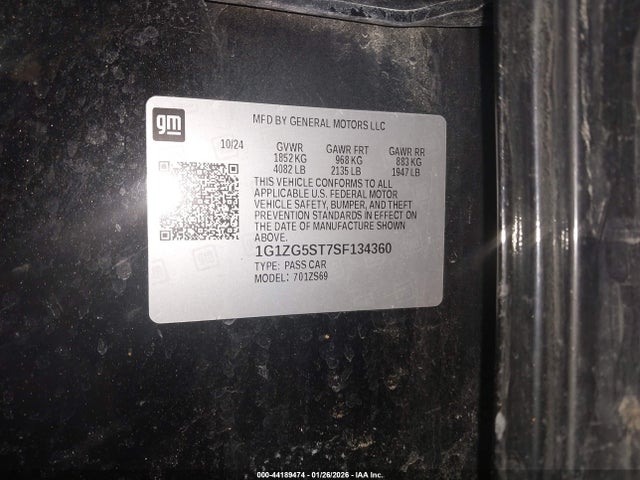 gm
MFD BY GENERAL MOTORS LLC
10/24
GVWR GAWR FRT GAWR RR
1852 KG 968 KG 883 KG
4082 LB 2135 LB 1947 LB
THIS VEHICLE CONFORMS TO ALL
APPLICABLE U.S. FEDERAL MOTOR
VEHICLE SAFETY, BUMPER, AND THEFT
PREVENTION STANDARDS IN EFFECT ON
THE DATE OF MANUFACTURE SHOWN
ABOVE.
1G1ZG5ST7SF134360
TYPE: PASS CAR
MODEL: 701ZS69
000-44189474 - 01/26/2026 - IAA Inc.